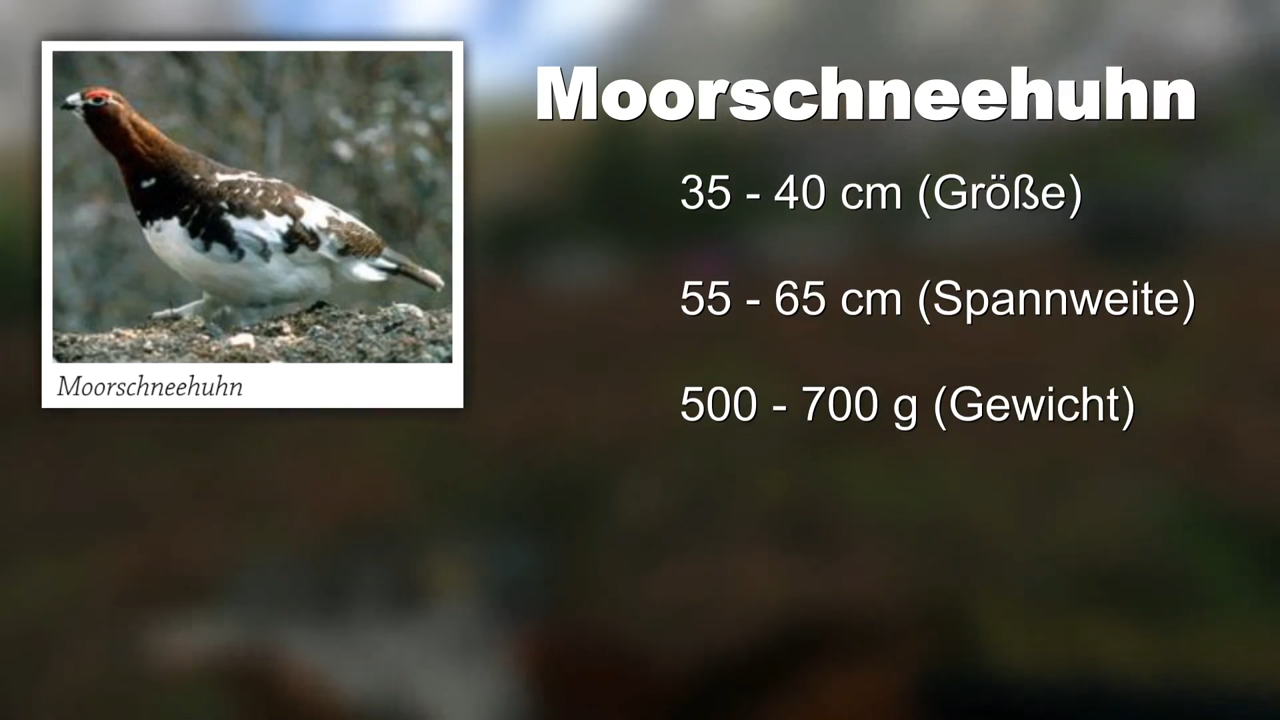 Moorschneehuhn
35 - 40 cm (Größe)
55 - 65 cm (Spannweite)
500 - 700 g (Gewicht)
Moorschneehuhn